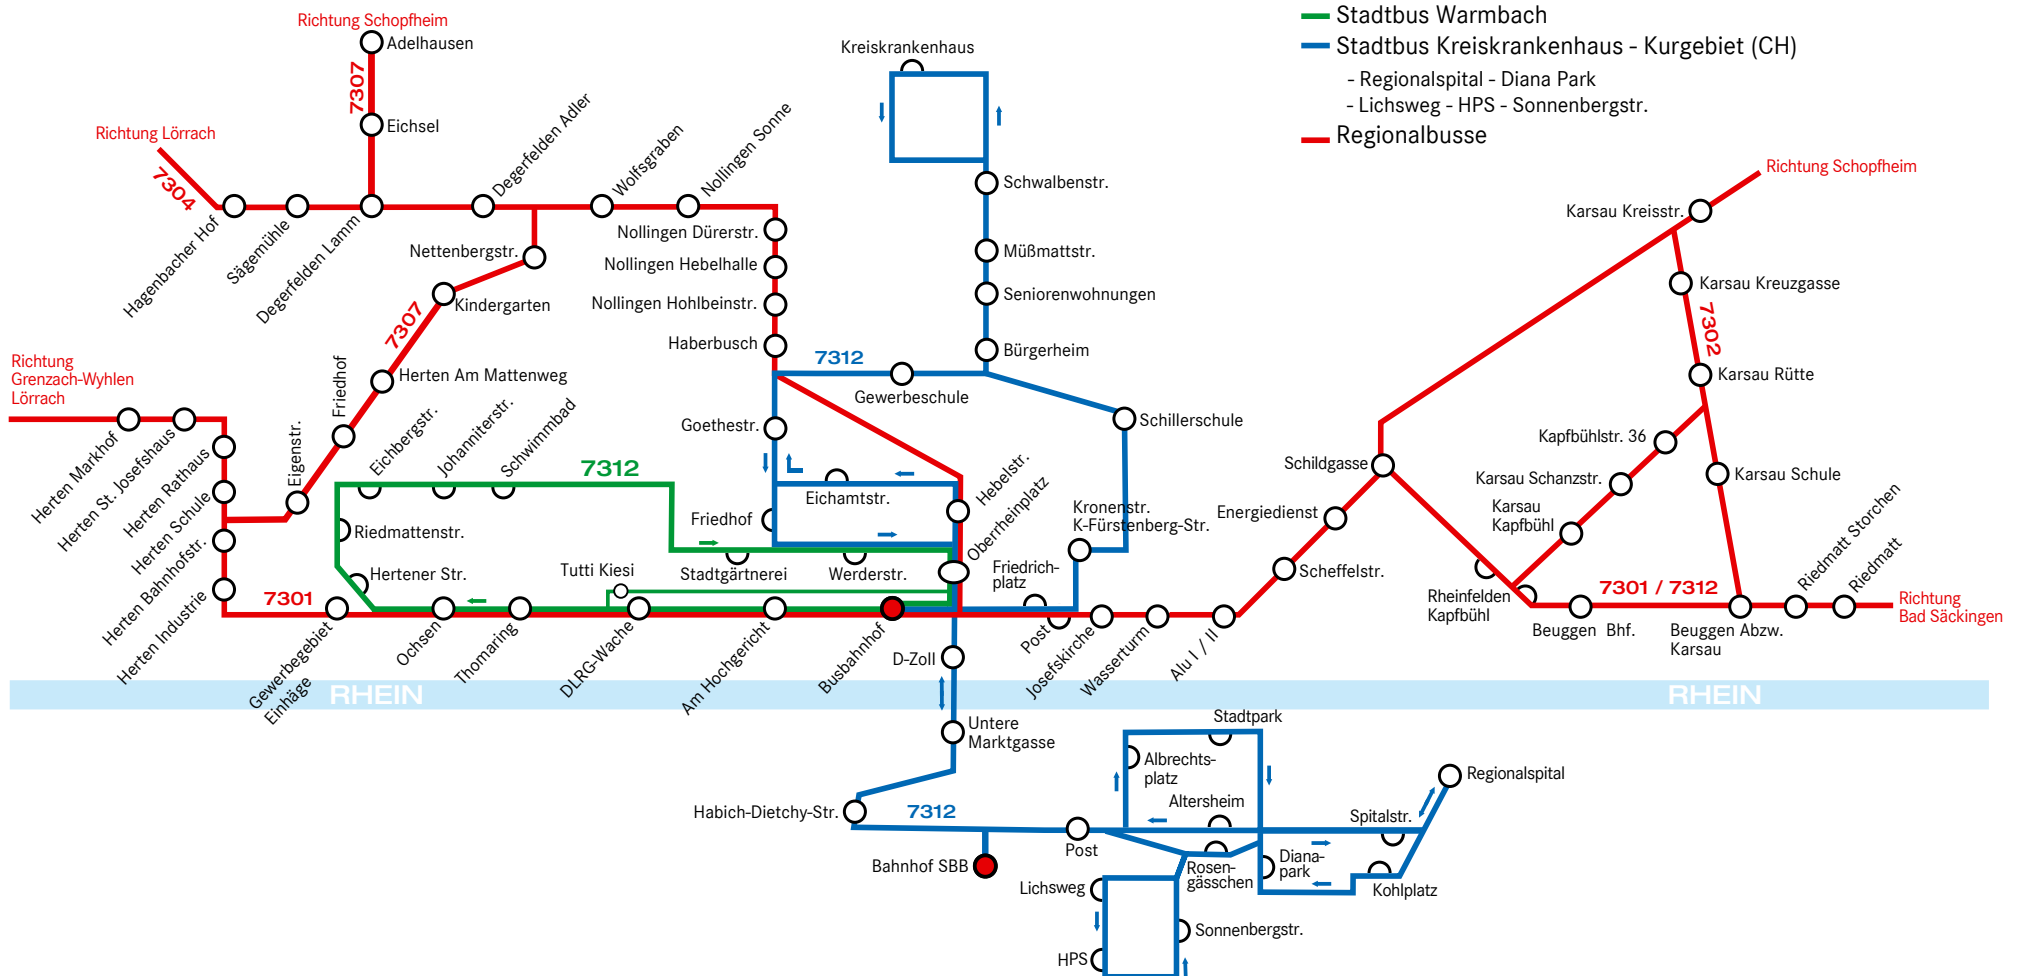 Stadtbus Warmbach
Stadtbus Kreiskrankenhaus - Kurgebiet (CH)
- Regionalspital - Diana Park
- Lichsweg - HPS - Sonnenbergstr.
Regionalbusse
Richtung Schopfheim
Adelhausen
7307
Eichsel
Richtung Lörrach
7304
Hagenbacher Hof
Sägemühle
Degerfelden Lamm
Degerfelden Adler
Wolfsgraben
Nollingen Sonne
Nettenbergstr.
Kindergarten
7307
Herten Am Mattenweg
Friedhof
Eigenstr.
Nollingen Dürerstr.
Nollingen Hebelhalle
Nollingen Hohlbeinstr.
Haberbusch
Kreiskrankenhaus
Schwalbenstr.
Müßmattstr.
Seniorenwohnungen
Bürgerheim
7312
Gewerbeschule
Schillerschule
Goethestr.
Eichamtstr.
Friedhof
Hebelstr.
Oberrheinplatz
Kronenstr.
K-Fürstenberg-Str.
Friedrich-
platz
Richtung
Grenzach-Wyhlen
Lörrach
Herten Markhof
Herten St. Josefshaus
Herten Rathaus
Herten Schule
Herten Bahnhofstr.
Herten Industrie
Eichbergstr.
Johanniterstr.
Schwimmbad
7312
Riedmattenstr.
Hertener Str.
Tutti Kiesi
Stadtgärtnerei
Werderstr.
7301
Gewerbegebiet
Einhäge
Ochsen
Thomaring
DLRG-Wache
Am Hochgericht
Busbahnhof
Post
Josefskirche
Wasserturm
Alu I / II
Scheffelstr.
Energiedienst
Schildgasse
Richtung Schopfheim
Karsau Kreisstr.
Karsau Kreuzgasse
7302
Karsau Rütte
Kapfbühlstr. 36
Karsau Schanzstr.
Karsau
Kapfbühl
Karsau Schule
Rheinfelden
Kapfbühl
7301 / 7312
Beuggen Bhf.
Beuggen Abzw.
Karsau
Riedmatt Storchen
Riedmatt
Richtung
Bad Säckingen
D-Zoll
RHEIN
RHEIN
Untere
Marktgasse
Habich-Dietchy-Str.
7312
Bahnhof SBB
Post
Stadtpark
Albrechts-
platz
Altersheim
Regionalspital
Spitalstr.
Diana-
park
Kohlplatz
Rosen-
gässchen
Lichsweg
Sonnenbergstr.
HPS